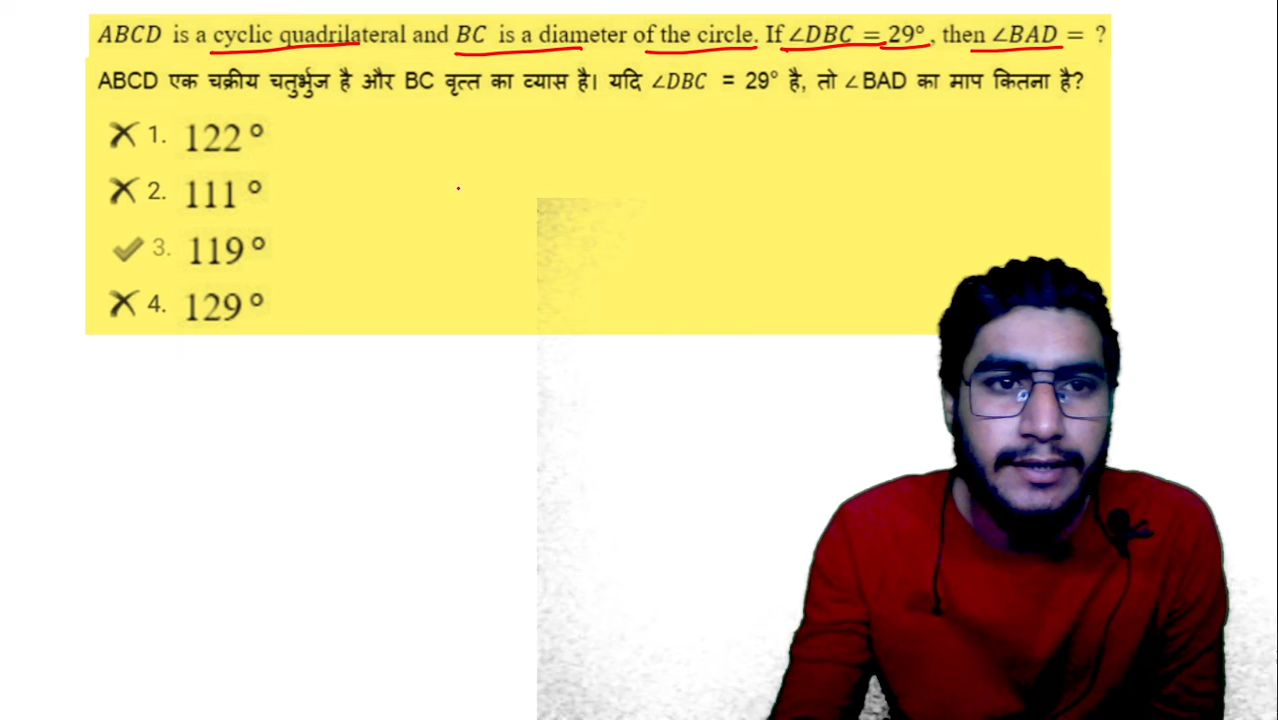 ABCD is a cyclic quadrilateral and BC is a diameter of the circle. If ∠DBC = 29°, then ∠BAD = ?
ABCD एक चक्रीय चतुर्भुज है और BC वृत्त का व्यास है। यदि ∠DBC = 29° है, तो ∠BAD का माप कितना है?
1. 122°
2. 111°
3. 119°
4. 129°